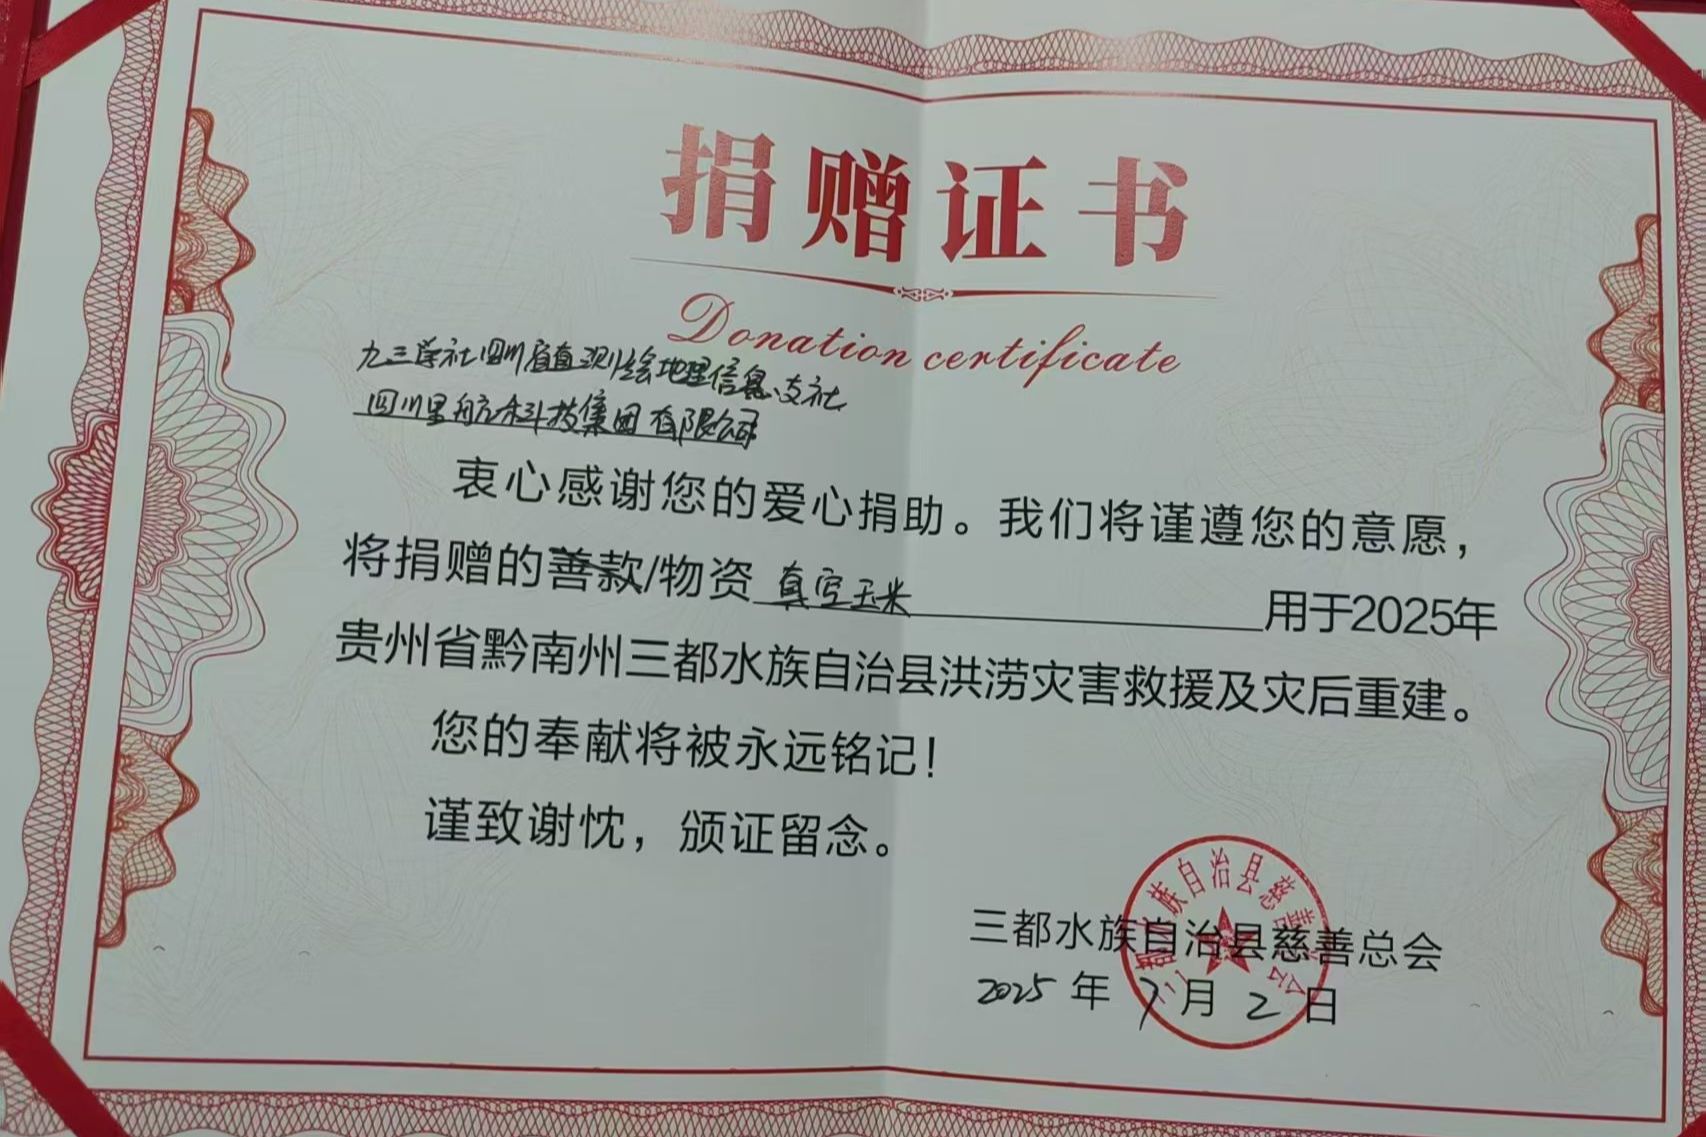 捐赠证书
Donation certificate
九三学社四川省直测绘地理信息支社
四川星航科技集团有限公司
衷心感谢您的爱心捐助。我们将谨遵您的意愿，
将捐赠的善款/物资 真空玉米 用于2025年
贵州省黔南州三都水族自治县洪涝灾害救援及灾后重建。
您的奉献将被永远铭记！
谨致谢忱，颁证留念。
三都水族自治县慈善总会
2025 年 7 月 2 日